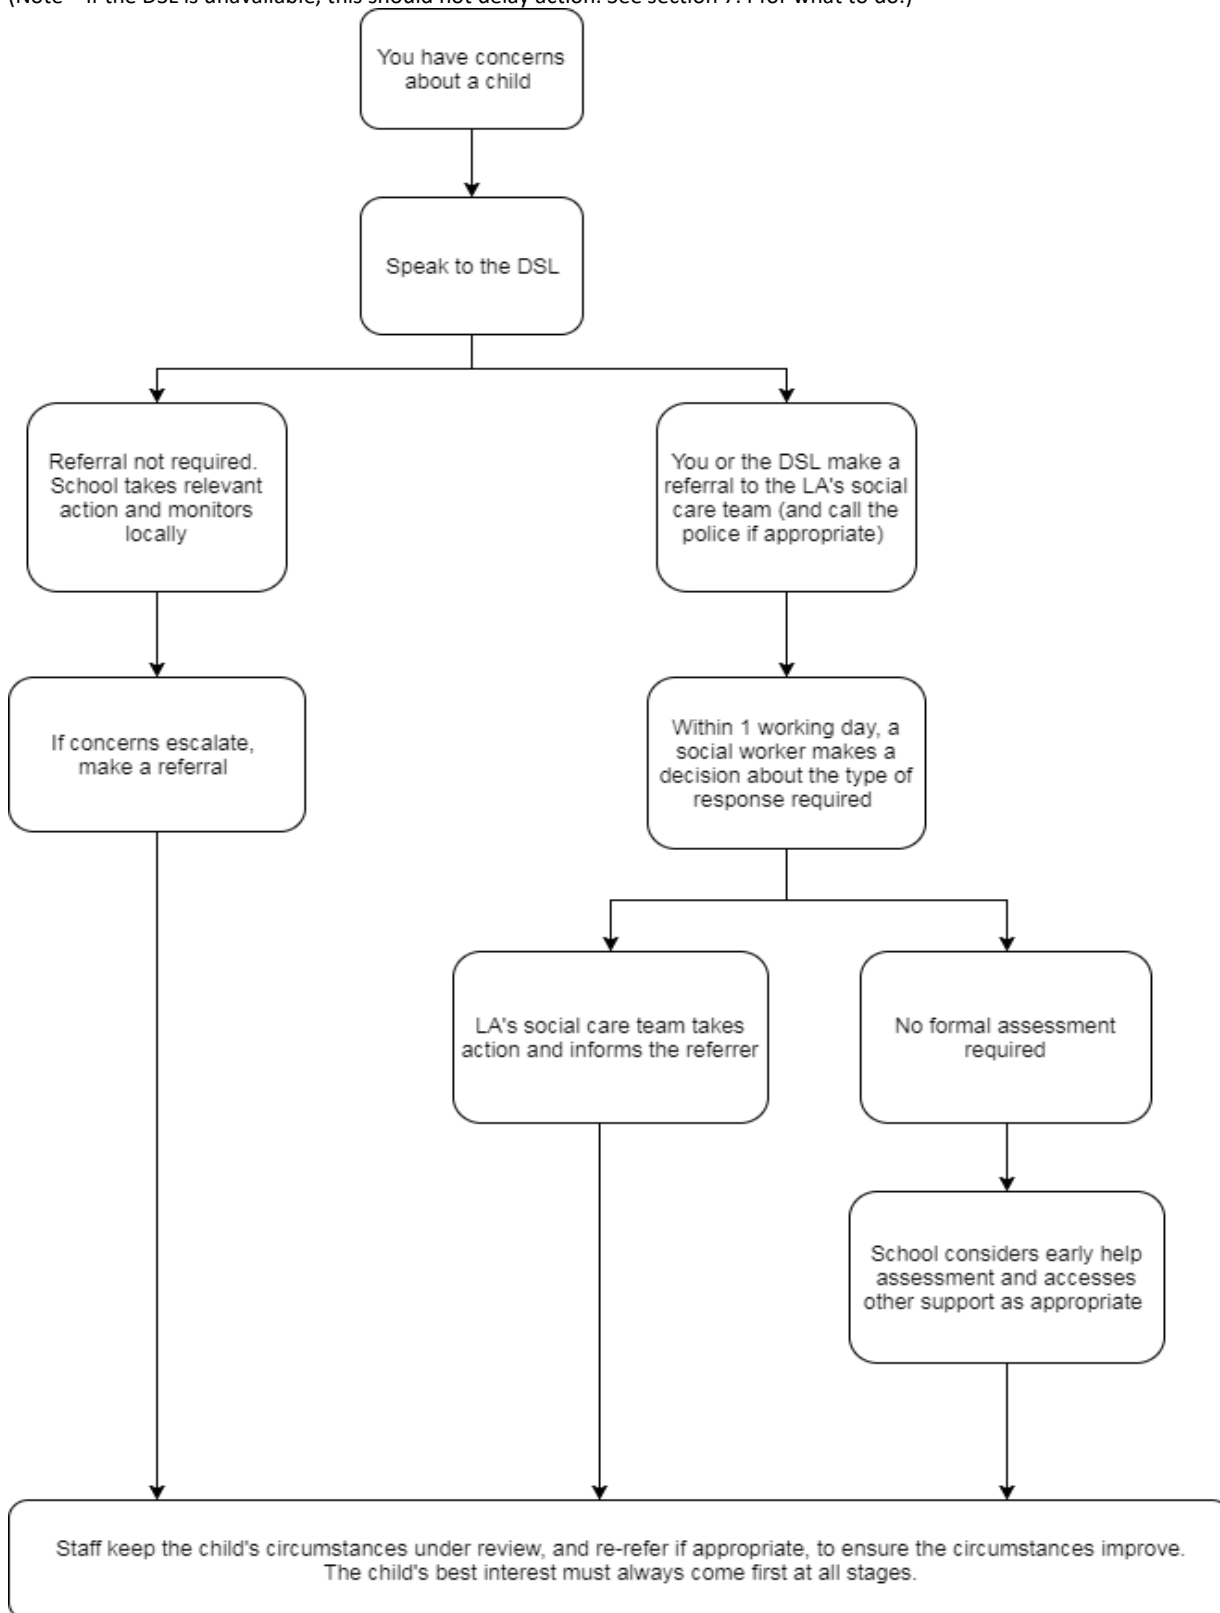 (Note – if the DSL is unavailable, this should not delay action. See section 7.4 for what to do.)
You have concerns
about a child
Speak to the DSL
Referral not required.
School takes relevant
action and monitors
locally
You or the DSL make a
referral to the LA's social
care team (and call the
police if appropriate)
If concerns escalate,
make a referral
Within 1 working day, a
social worker makes a
decision about the type of
response required
LA's social care team takes
action and informs the referrer
No formal assessment
required
School considers early help
assessment and accesses
other support as appropriate
Staff keep the child's circumstances under review, and re-refer if appropriate, to ensure the circumstances improve.
The child's best interest must always come first at all stages.